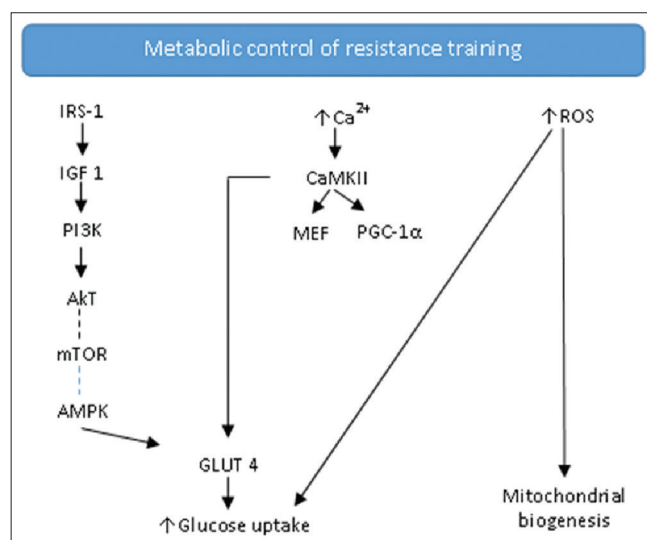 Metabolic control of resistance training
IRS-1
↑Ca²⁺
↑ROS
IGF 1
CaMKII
PI3K
MEF
PGC-1α
AkT
mTOR
AMPK
GLUT 4
↑Glucose uptake
Mitochondrial
biogenesis